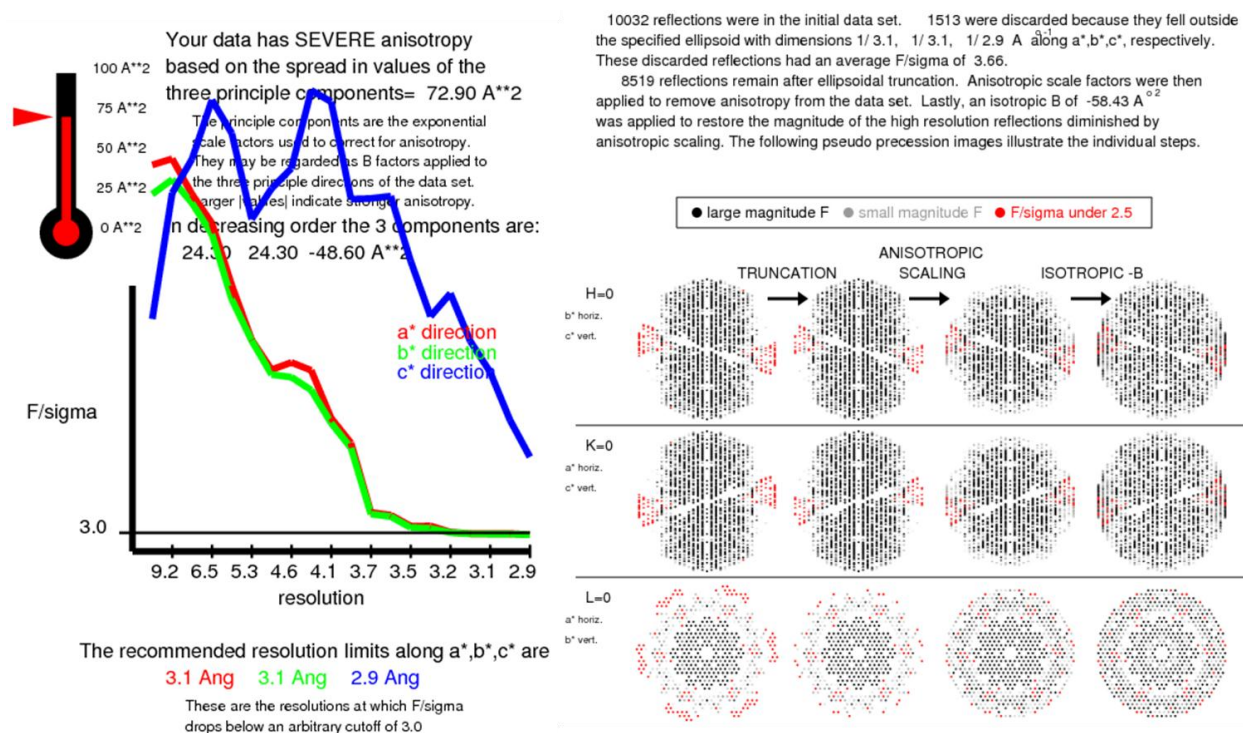 Your data has SEVERE anisotropy
based on the spread in values of the
three principle components= 72.90 A**2
100 A**2
75 A**2
50 A**2
25 A**2
0 A**2
The principle components are the exponential
scale factors used to correct for anisotropy.
They may be regarded as B factors applied to
the three principle directions of the data set.
Larger |values| indicate stronger anisotropy.
In decreasing order the 3 components are:
24.30 24.30 -48.60 A**2
a* direction
b* direction
c* direction
F/sigma
3.0
9.2 6.5 5.3 4.6 4.1 3.7 3.5 3.2 3.1 2.9
resolution
The recommended resolution limits along a*,b*,c* are
3.1 Ang 3.1 Ang 2.9 Ang
These are the resolutions at which F/sigma
drops below an arbitrary cutoff of 3.0
10032 reflections were in the initial data set. 1513 were discarded because they fell outside
the specified ellipsoid with dimensions 1/ 3.1, 1/ 3.1, 1/ 2.9 A o -1 along a*,b*,c*, respectively.
These discarded reflections had an average F/sigma of 3.66.
8519 reflections remain after ellipsoidal truncation. Anisotropic scale factors were then
applied to remove anisotropy from the data set. Lastly, an isotropic B of -58.43 A o 2
was applied to restore the magnitude of the high resolution reflections diminished by
anisotropic scaling. The following pseudo precession images illustrate the individual steps.
large magnitude F small magnitude F F/sigma under 2.5
TRUNCATION
ANISOTROPIC
SCALING
ISOTROPIC -B
H=0
b* horiz.
c* vert.
K=0
a* horiz.
c* vert.
L=0
a* horiz.
b* vert.